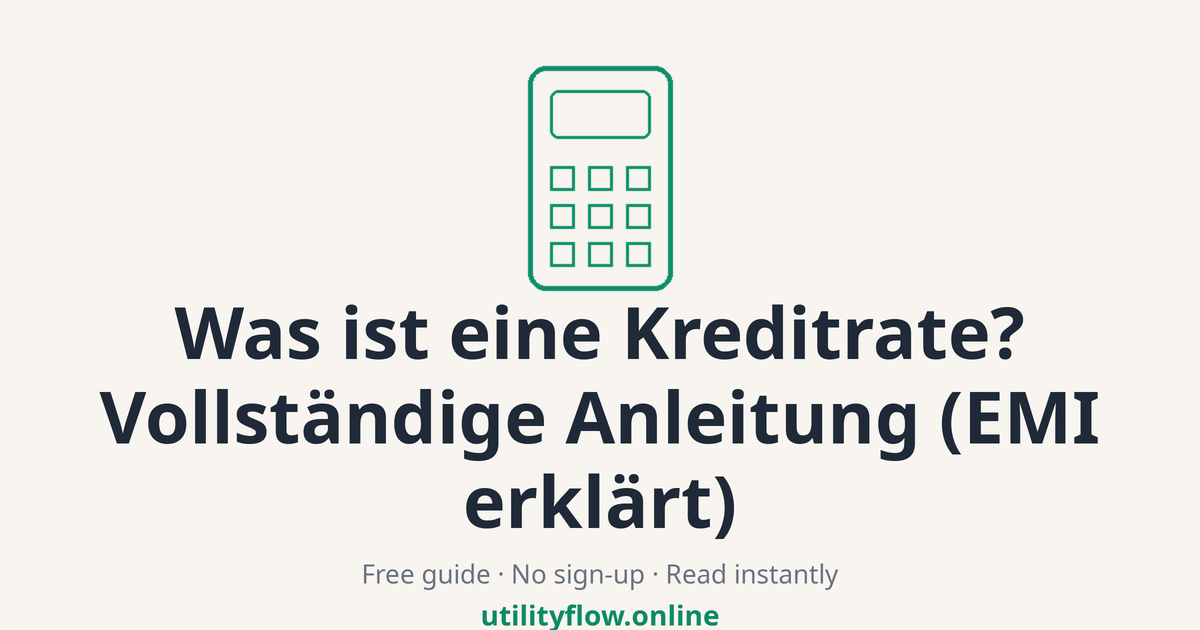 Was ist eine Kreditrate?
Vollständige Anleitung (EMI
erklärt)
Free guide · No sign-up · Read instantly
utilityflow.online